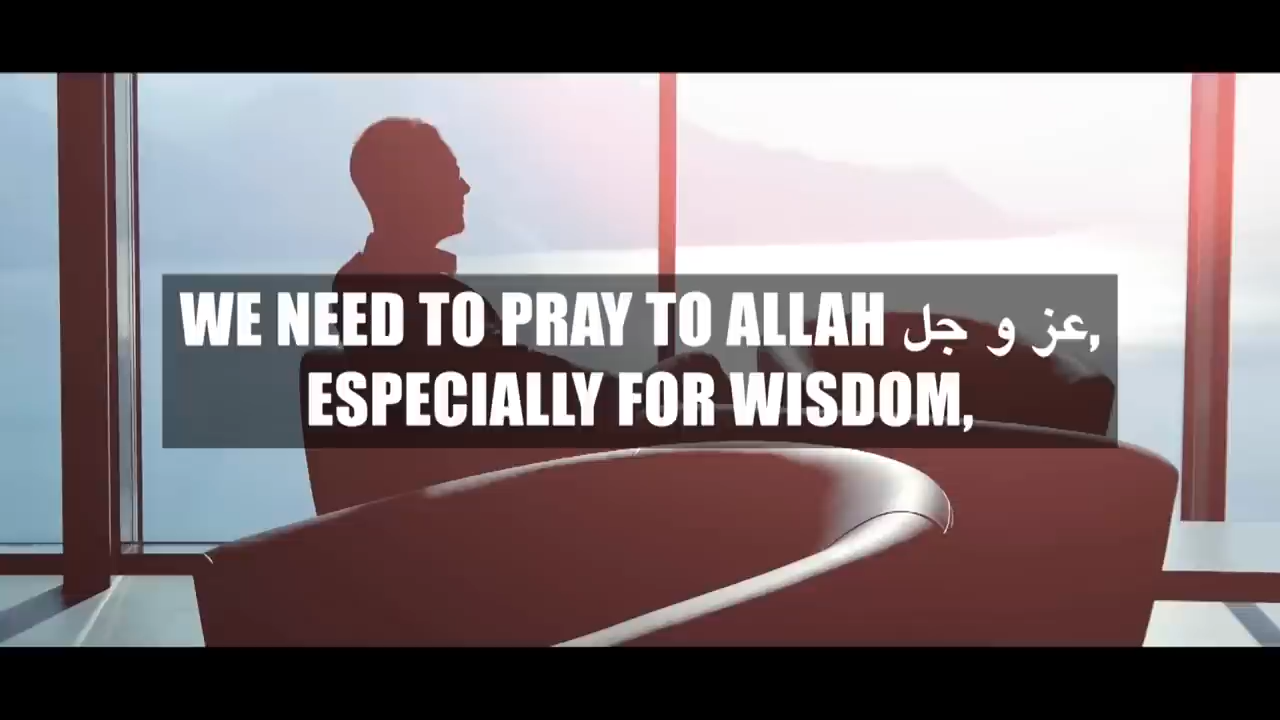 WE NEED TO PRAY TO ALLAH عز و جل,
ESPECIALLY FOR WISDOM,